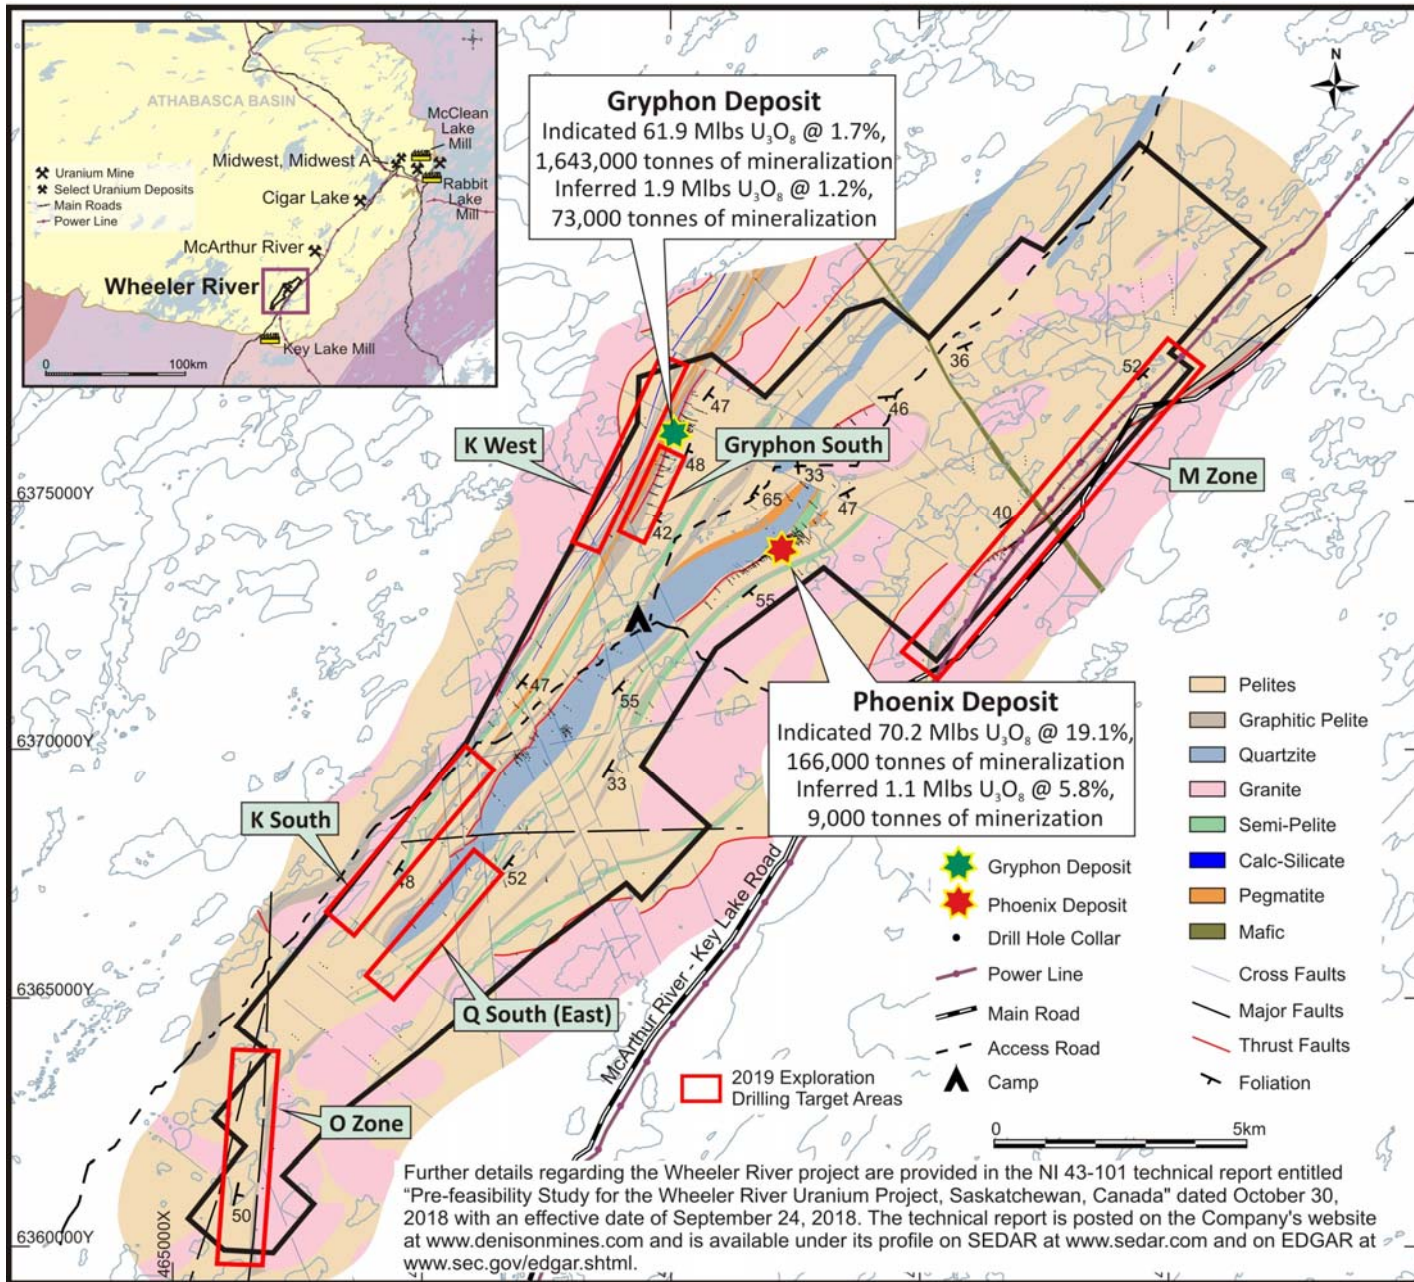 ATHABASCA BASIN
McClean
Lake
Mill
Midwest, Midwest A
Rabbit
Lake
Mill
Cigar Lake
McArthur River
Wheeler River
Key Lake Mill
Uranium Mine
Select Uranium Deposits
Main Roads
Power Line
0 100km
Gryphon Deposit
Indicated 61.9 Mlbs U₃O₈ @ 1.7%,
1,643,000 tonnes of mineralization
Inferred 1.9 Mlbs U₃O₈ @ 1.2%,
73,000 tonnes of mineralization
N
36
52
47
46
K West
Gryphon South
48
33
M Zone
6375000Y
65
47
40
42
55
47
55
Phoenix Deposit
Indicated 70.2 Mlbs U₃O₈ @ 19.1%,
166,000 tonnes of mineralization
Inferred 1.1 Mlbs U₃O₈ @ 5.8%,
9,000 tonnes of minerization
6370000Y
33
K South
48
52
Q South (East)
6365000Y
O Zone
50
6360000Y
465000X
McArthur River - Key Lake Road
Pelites
Graphitic Pelite
Quartzite
Granite
Semi-Pelite
Calc-Silicate
Pegmatite
Mafic
Gryphon Deposit
Phoenix Deposit
Drill Hole Collar
Power Line
Main Road
Access Road
Camp
Cross Faults
Major Faults
Thrust Faults
Foliation
2019 Exploration
Drilling Target Areas
0 5km
Further details regarding the Wheeler River project are provided in the NI 43-101 technical report entitled
"Pre-feasibility Study for the Wheeler River Uranium Project, Saskatchewan, Canada" dated October 30,
2018 with an effective date of September 24, 2018. The technical report is posted on the Company's website
at www.denisonmines.com and is available under its profile on SEDAR at www.sedar.com and on EDGAR at
www.sec.gov/edgar.shtml.